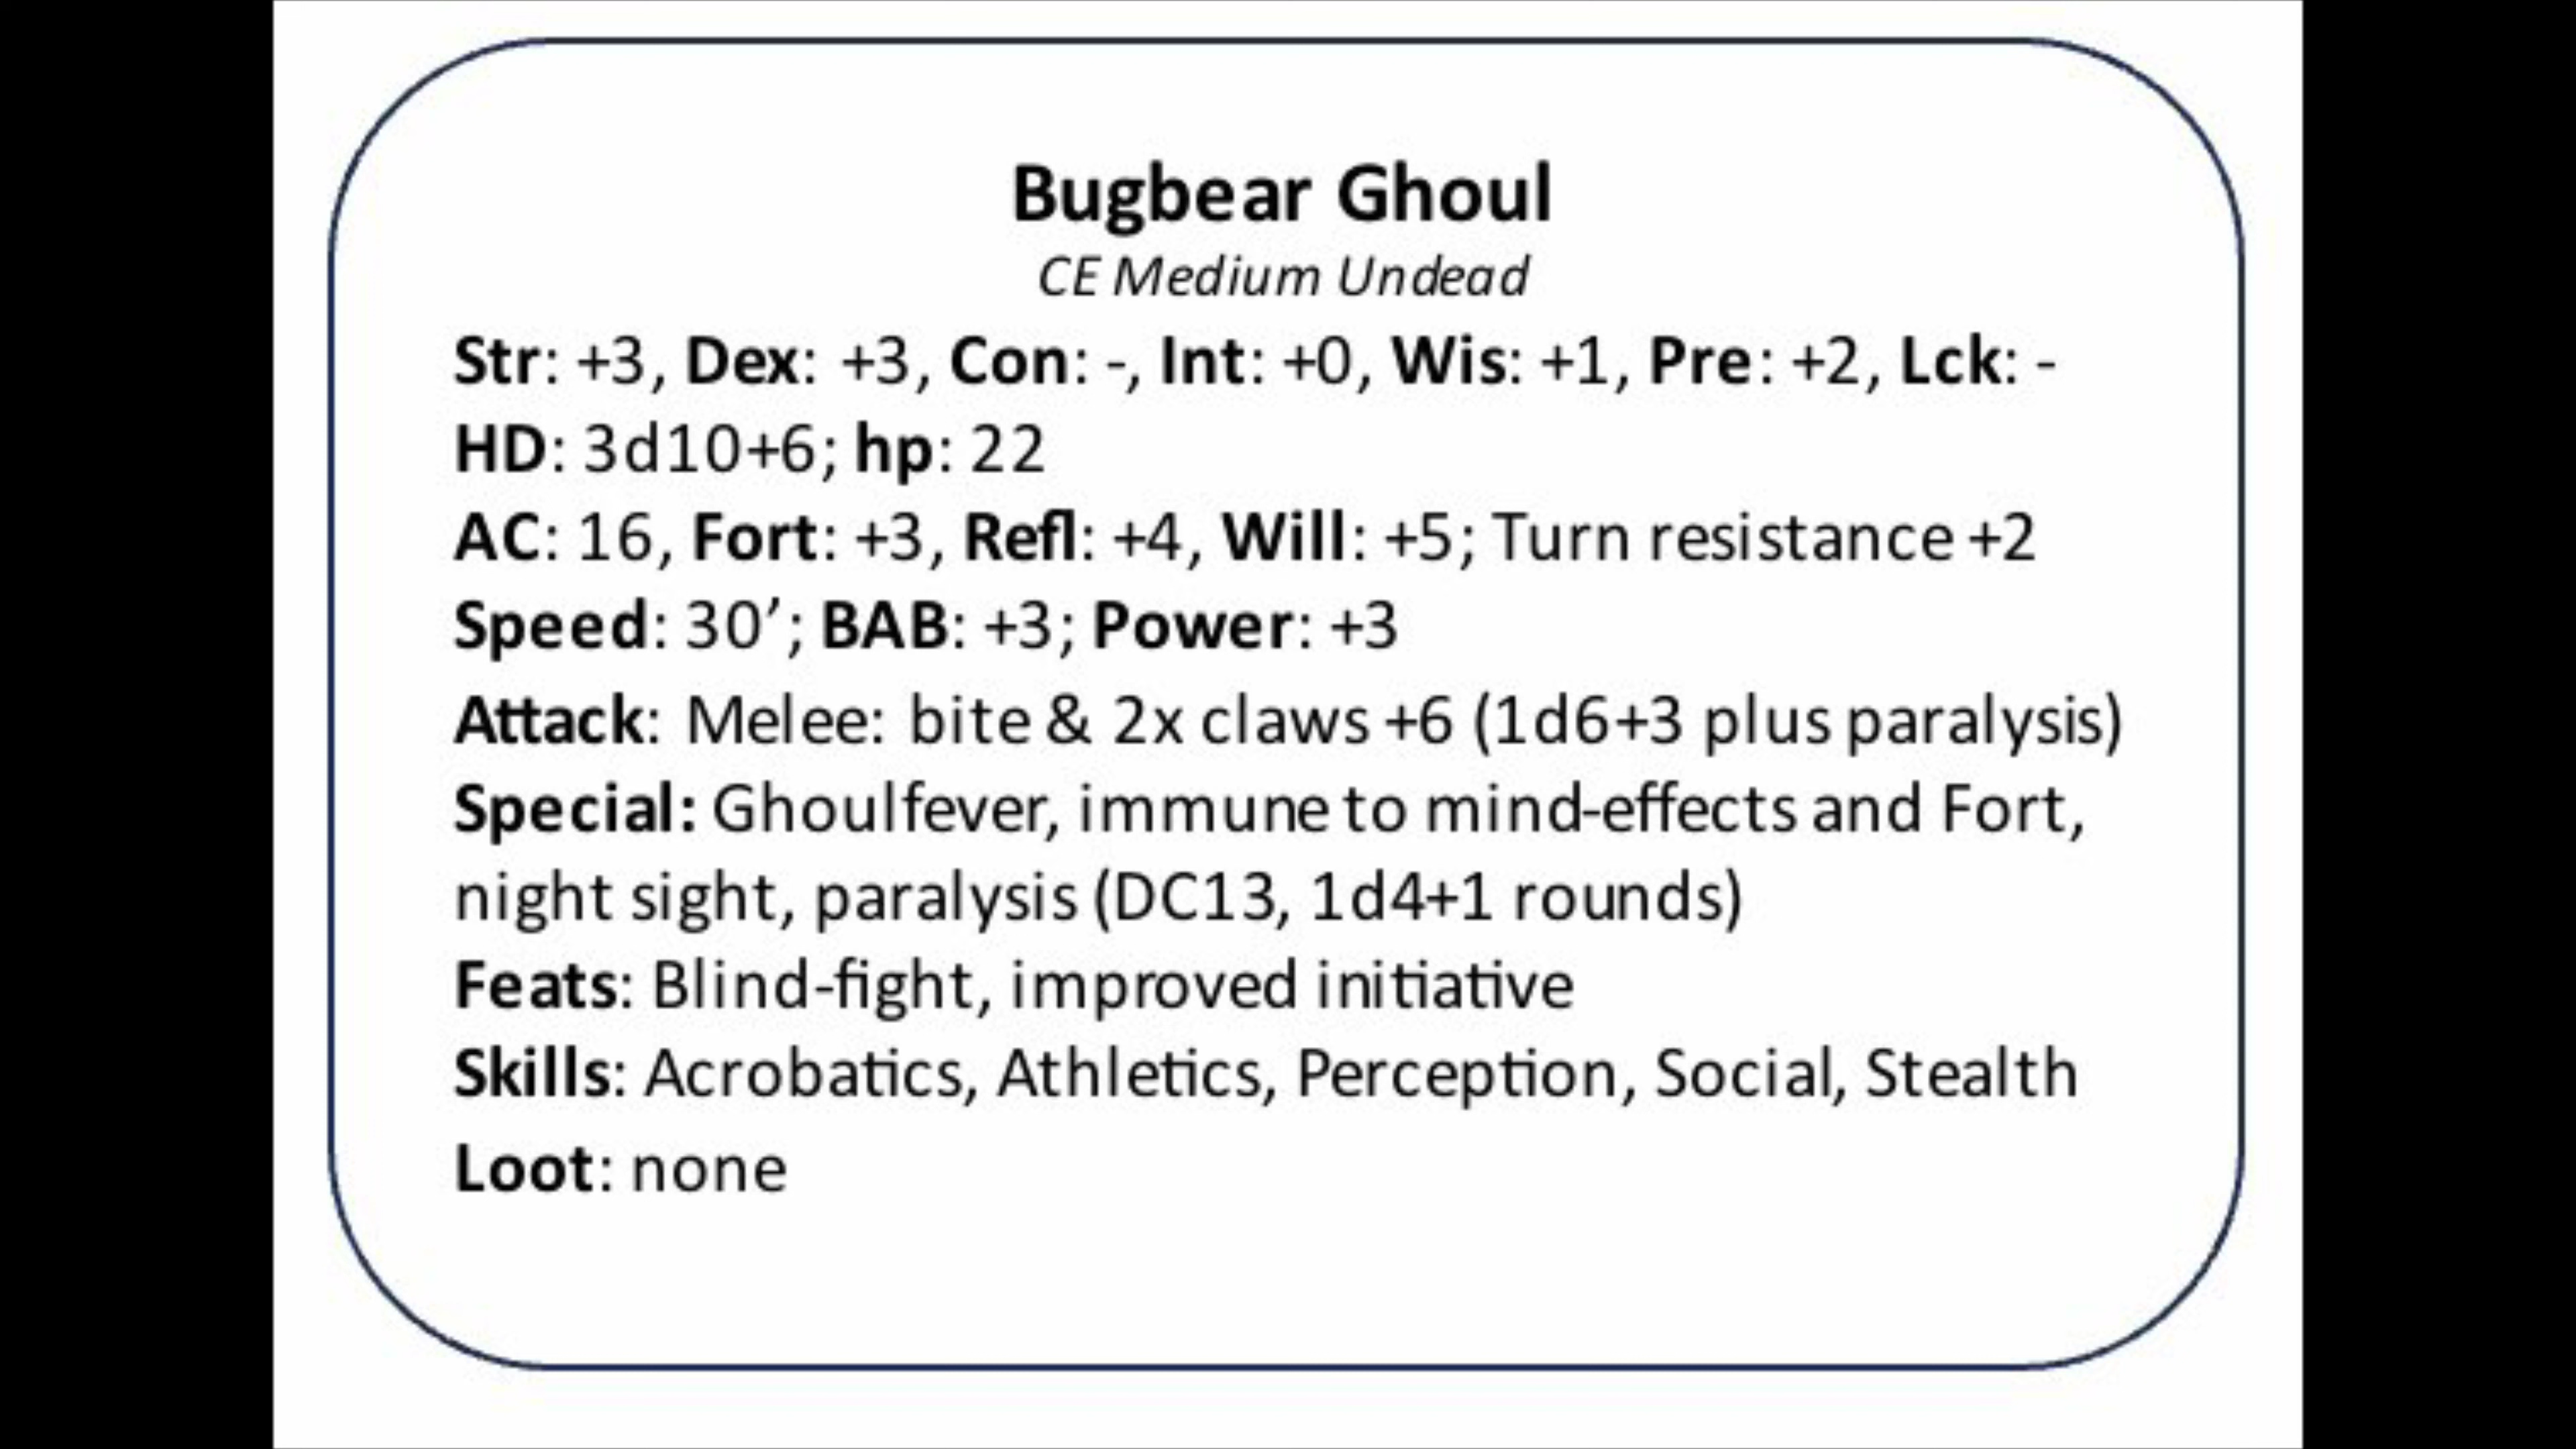 Bugbear Ghoul
CE Medium Undead
Str: +3, Dex: +3, Con: -, Int: +0, Wis: +1, Pre: +2, Lck: -
HD: 3d10+6; hp: 22
AC: 16, Fort: +3, Refl: +4, Will: +5; Turn resistance +2
Speed: 30’; BAB: +3; Power: +3
Attack: Melee: bite & 2x claws +6 (1d6+3 plus paralysis)
Special: Ghoul fever, immune to mind-effects and Fort,
night sight, paralysis (DC13, 1d4+1 rounds)
Feats: Blind-fight, improved initiative
Skills: Acrobatics, Athletics, Perception, Social, Stealth
Loot: none